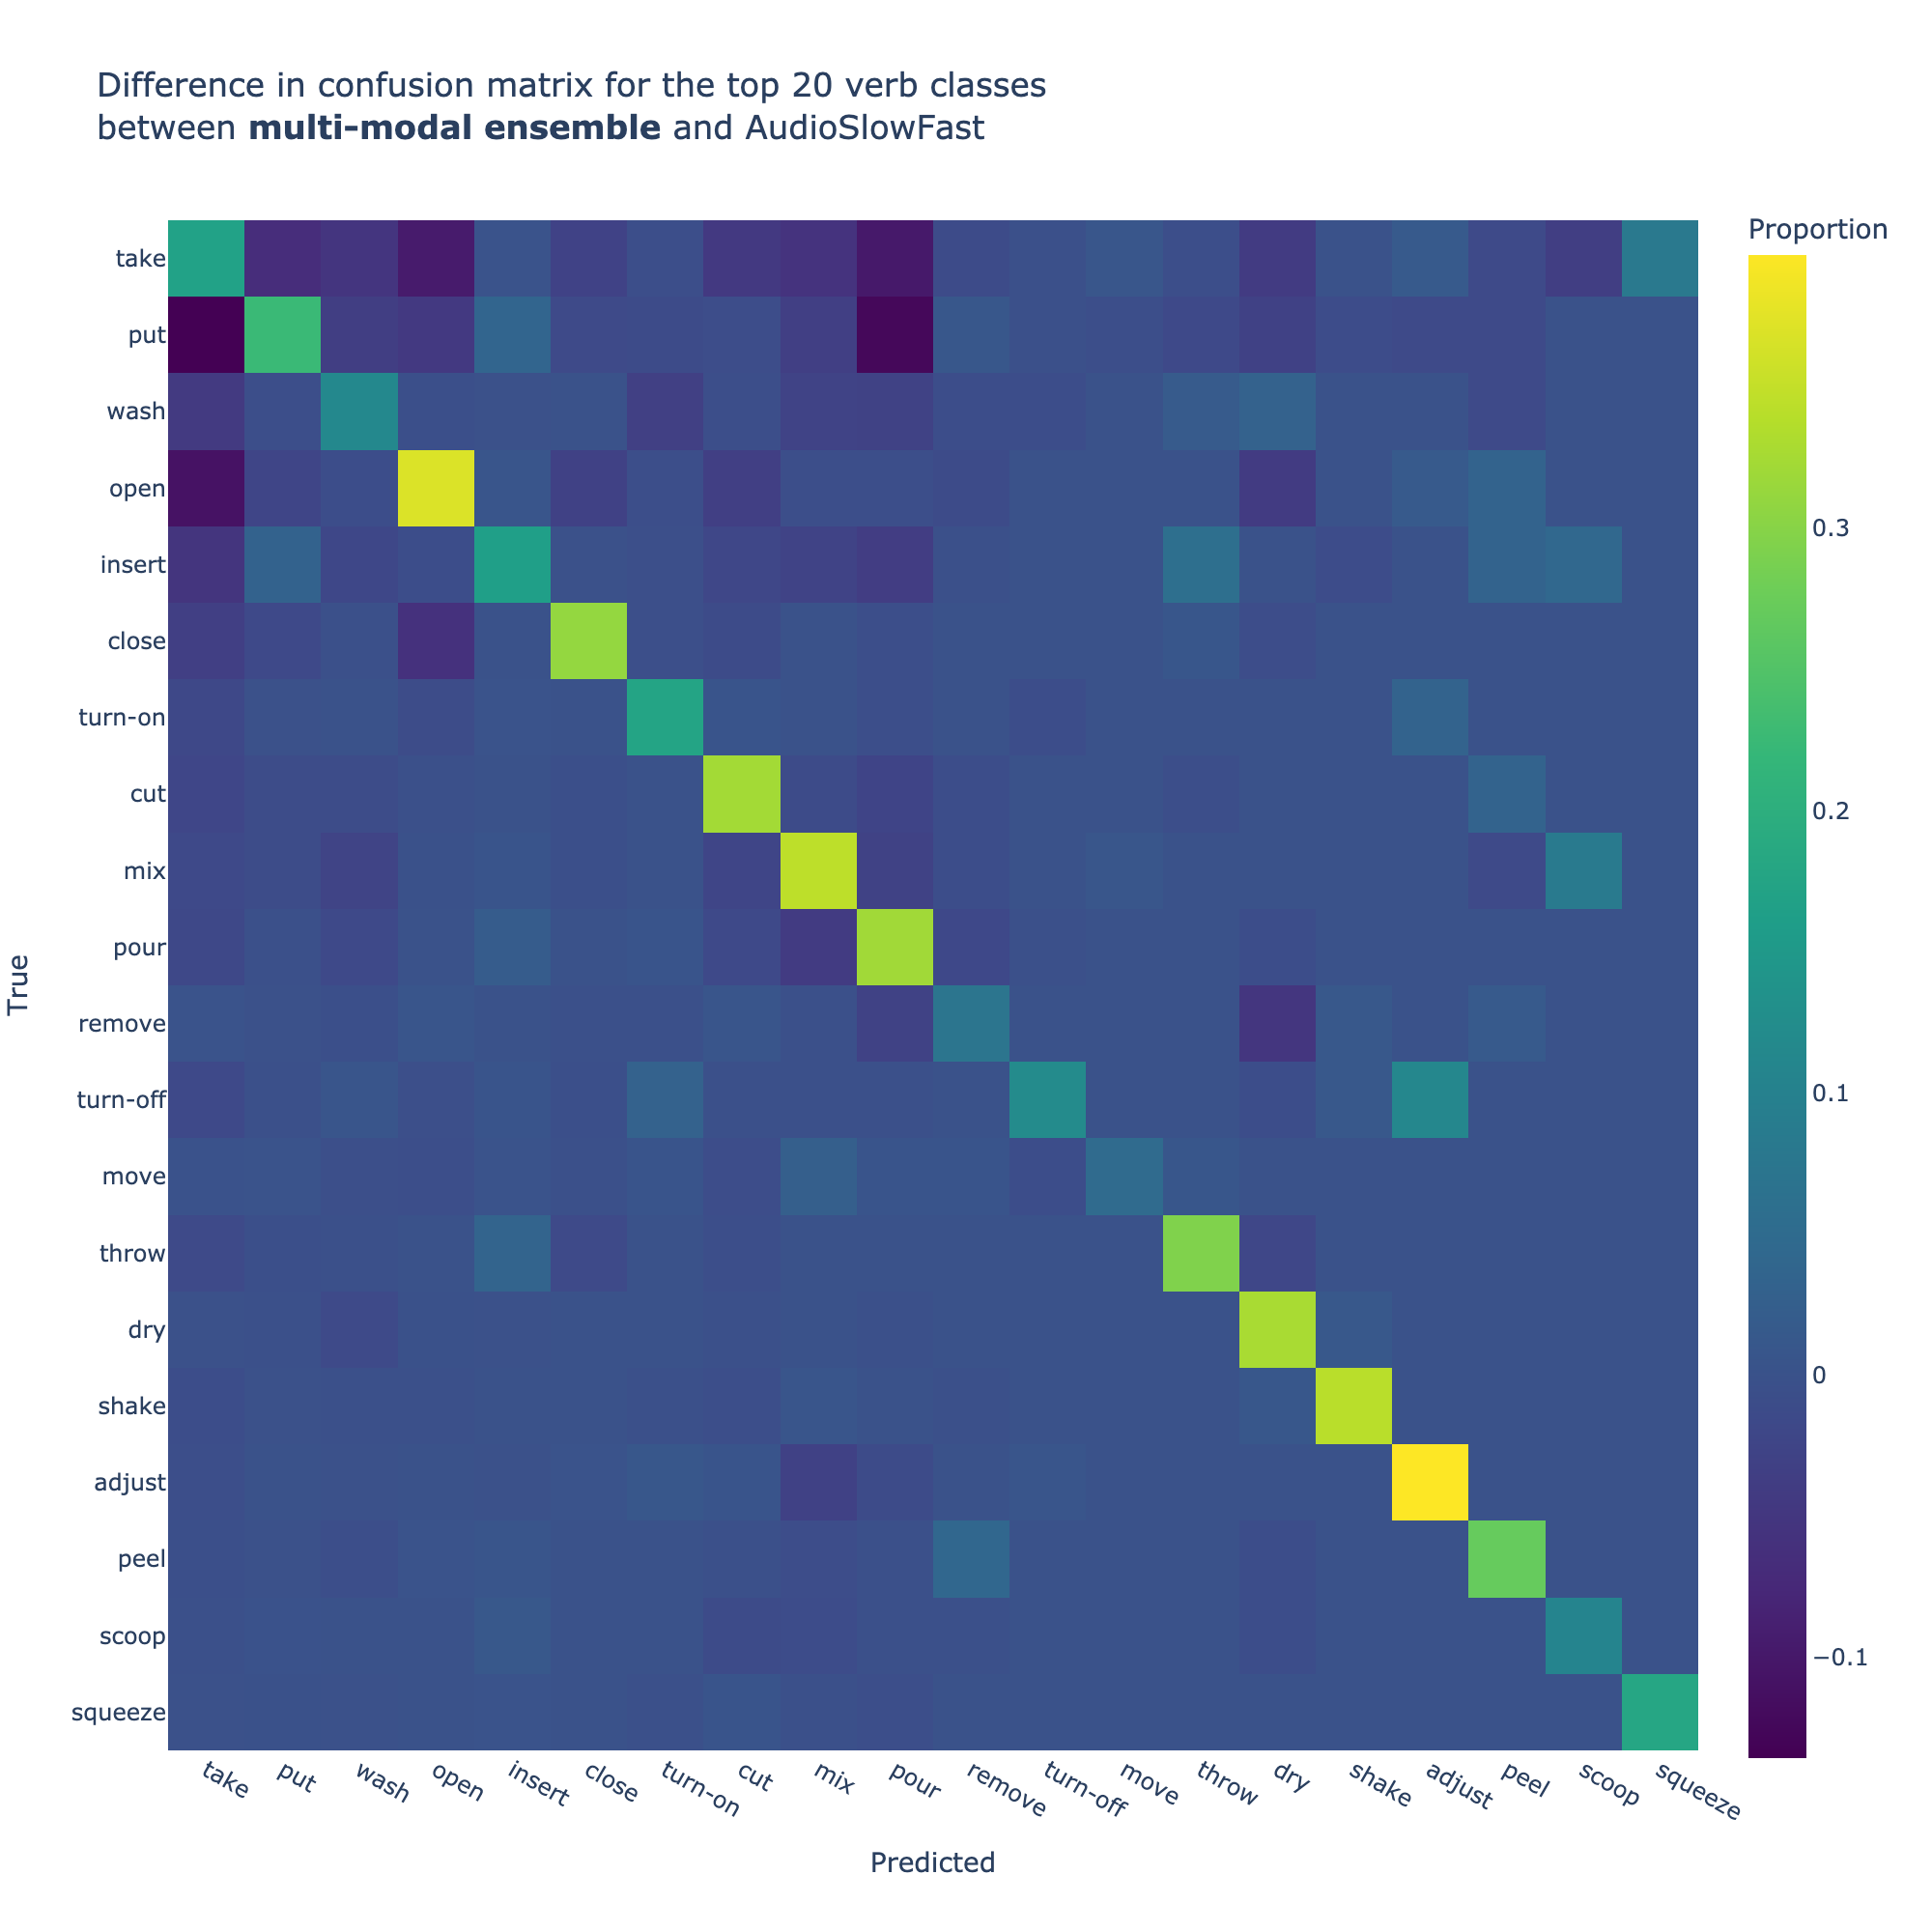 Difference in confusion matrix for the top 20 verb classes
between multi-modal ensemble and AudioSlowFast
Proportion
0.3
0.2
0.1
0
−0.1
True
take
put
wash
open
insert
close
turn-on
cut
mix
pour
remove
turn-off
move
throw
dry
shake
adjust
peel
scoop
squeeze
take
put
wash
open
insert
close
turn-on
cut
mix
pour
remove
turn-off
move
throw
dry
shake
adjust
peel
scoop
squeeze
Predicted